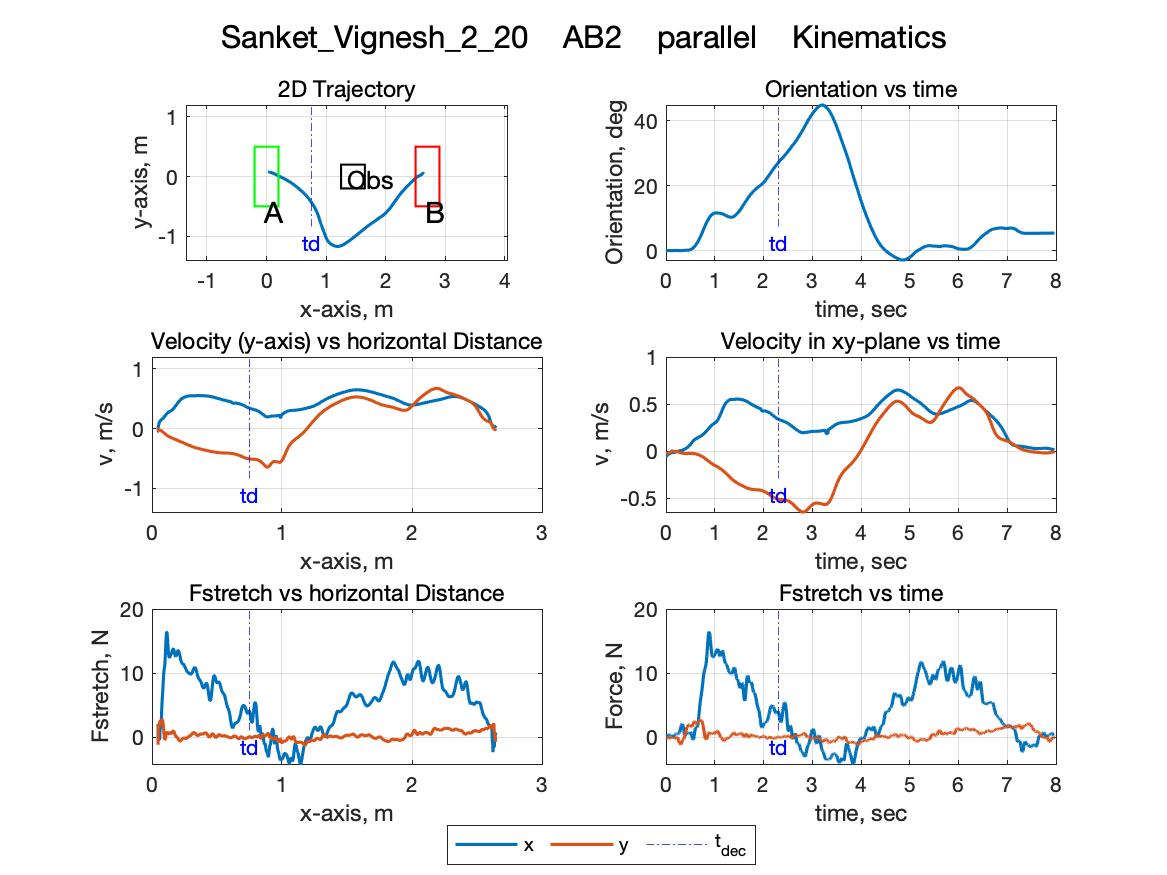 Sanket_Vignesh_2_20 AB2 parallel Kinematics
2D Trajectory
1
0
-1
y-axis, m
A
td
Obs
B
-1 0 1 2 3 4
x-axis, m
Orientation vs time
40
20
0
Orientation, deg
td
0 1 2 3 4 5 6 7 8
time, sec
Velocity (y-axis) vs horizontal Distance
1
0
-1
v, m/s
td
0 1 2 3
x-axis, m
Velocity in xy-plane vs time
1
0.5
0
-0.5
v, m/s
td
0 1 2 3 4 5 6 7 8
time, sec
Fstretch vs horizontal Distance
20
10
0
Fstretch, N
td
0 1 2 3
x-axis, m
Fstretch vs time
20
10
0
Force, N
td
0 1 2 3 4 5 6 7 8
time, sec
x y t_dec